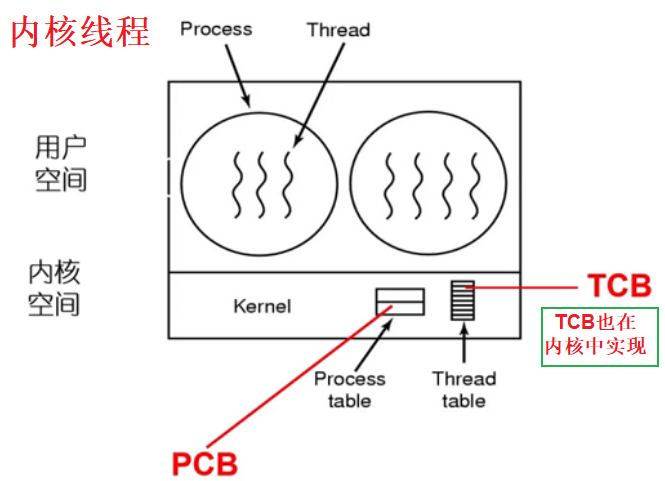 内核线程
Process
Thread
用户
空间
内核
空间
Kernel
TCB
TCB也在
内核中实现
Process
table
Thread
table
PCB